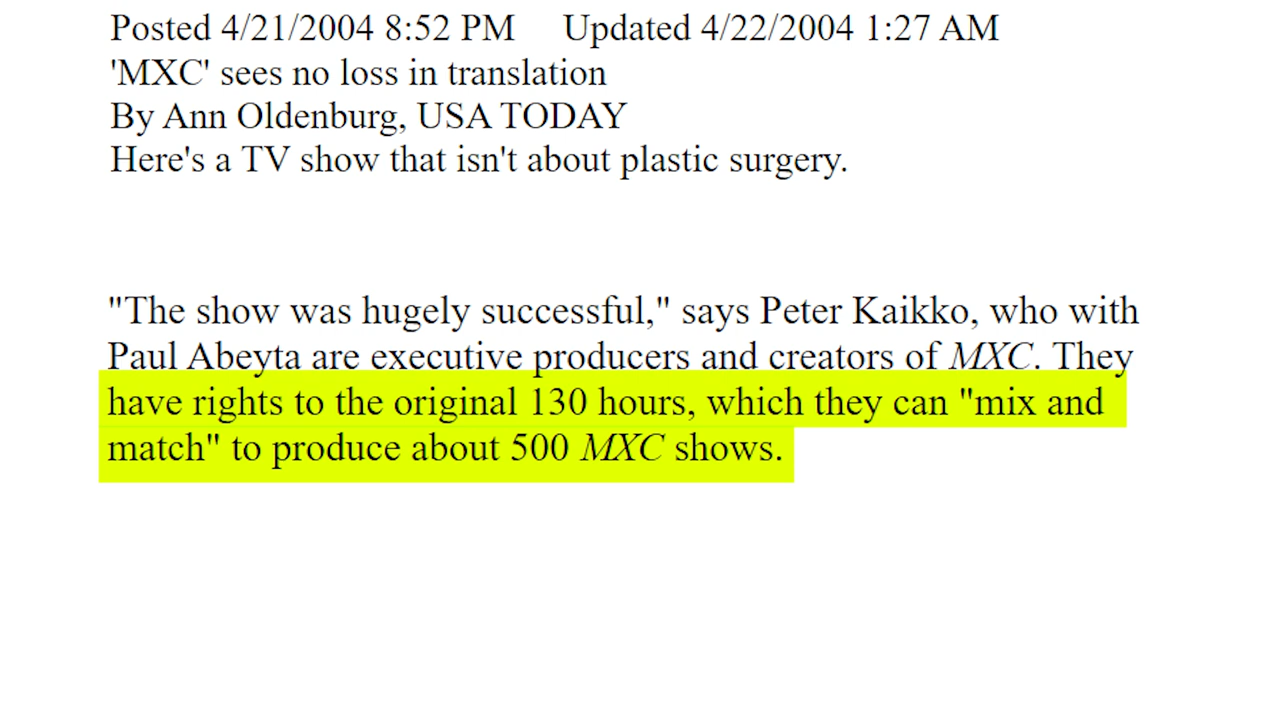 Posted 4/21/2004 8:52 PM     Updated 4/22/2004 1:27 AM
'MXC' sees no loss in translation
By Ann Oldenburg, USA TODAY
Here's a TV show that isn't about plastic surgery.
"The show was hugely successful," says Peter Kaikko, who with
Paul Abeyta are executive producers and creators of MXC. They
have rights to the original 130 hours, which they can "mix and
match" to produce about 500 MXC shows.